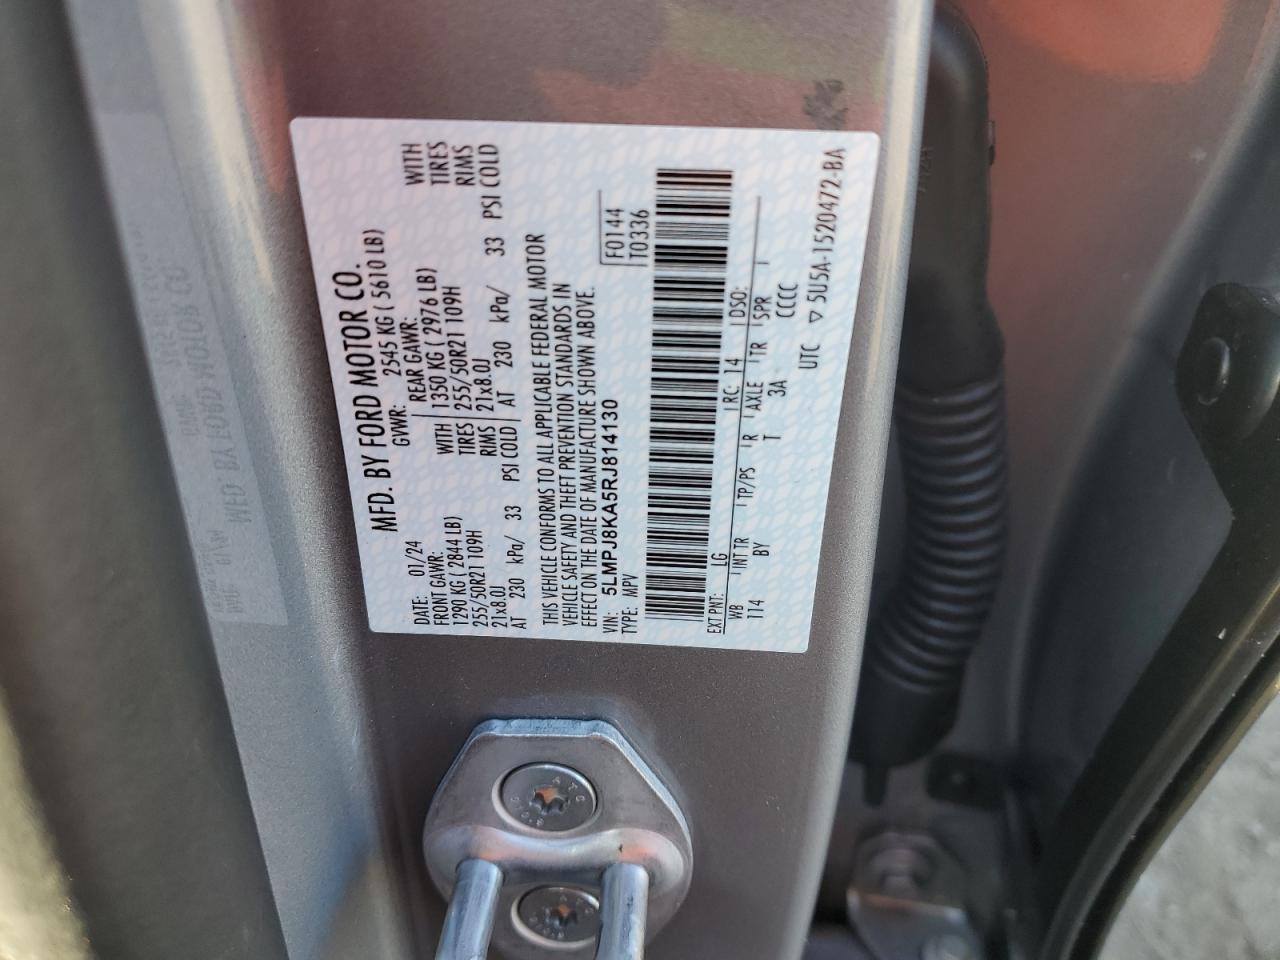 MFD. BY FORD MOTOR CO.
DATE: 01/24 GVWR: 2545 KG ( 5610 LB)
FRONT GAWR: REAR GAWR:
1290 KG ( 2844 LB) WITH 1350 KG ( 2976 LB) WITH
255/50R21 109H TIRES 255/50R21 109H TIRES
21x8.0J RIMS 21x8.0J RIMS
AT 230 kPa/ 33 PSI COLD AT 230 kPa/ 33 PSI COLD
THIS VEHICLE CONFORMS TO ALL APPLICABLE FEDERAL MOTOR
VEHICLE SAFETY AND THEFT PREVENTION STANDARDS IN
EFFECT ON THE DATE OF MANUFACTURE SHOWN ABOVE.
VIN: 5LMPJ8KA5RJ814130 F0144
TYPE: MPV T0336
EXT PNT: LG RC: 14 DSO:
WB INT TR TP/PS R AXLE TR SPR
114 BY T 3A CCCC
UTC ▽ 5U5A-1520472-BA